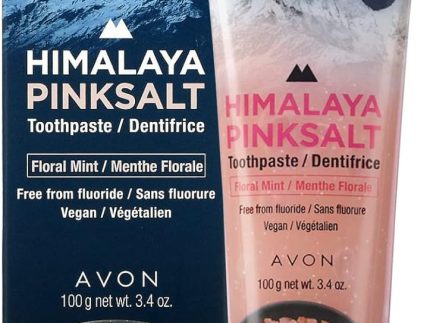 HIMALAYA
PINKSALT
Toothpaste / Dentifrice
Floral Mint / Menthe Florale
Free from fluoride / Sans fluorure
Vegan / Végétalien
AVON
100 g net wt. 3.4 oz.
HIMALAYA
PINKSALT
Toothpaste / Dentifrice
Floral Mint / Menthe Florale
Free from fluoride / Sans fluorure
Vegan / Végétalien
AVON
100 g net wt. 3.4 oz.